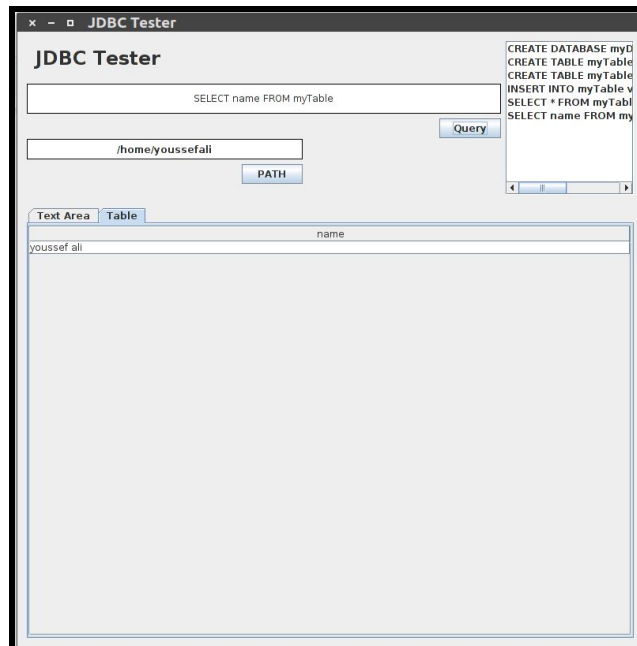 × – □ JDBC Tester
JDBC Tester
SELECT name FROM myTable
Query
/home/youssefali
PATH
CREATE DATABASE myD
CREATE TABLE myTable
CREATE TABLE myTable
INSERT INTO myTable v
SELECT * FROM myTabl
SELECT name FROM my
Text Area Table
name
youssef ali